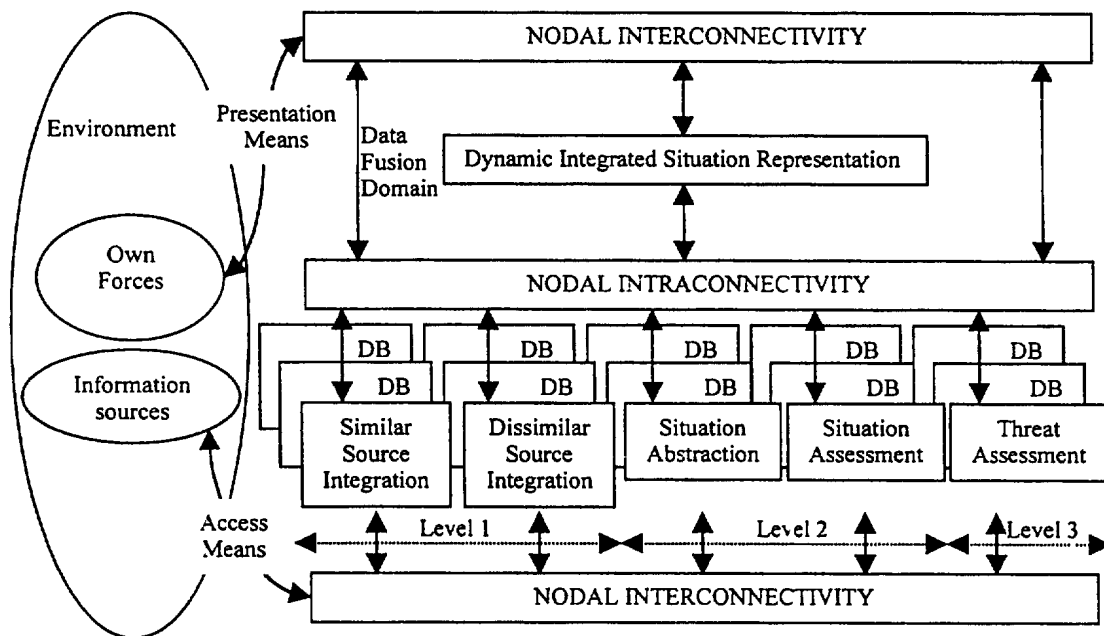 NODAL INTERCONNECTIVITY
Environment
Presentation
Means
Data
Fusion
Domain
Dynamic Integrated Situation Representation
Own
Forces
NODAL INTRACONNECTIVITY
Information
sources
DB
DB
DB
DB
DB
DB
DB
DB
DB
DB
Similar
Source
Integration
Dissimilar
Source
Integration
Situation
Abstraction
Situation
Assessment
Threat
Assessment
Access
Means
Level 1
Level 2
Level 3
NODAL INTERCONNECTIVITY